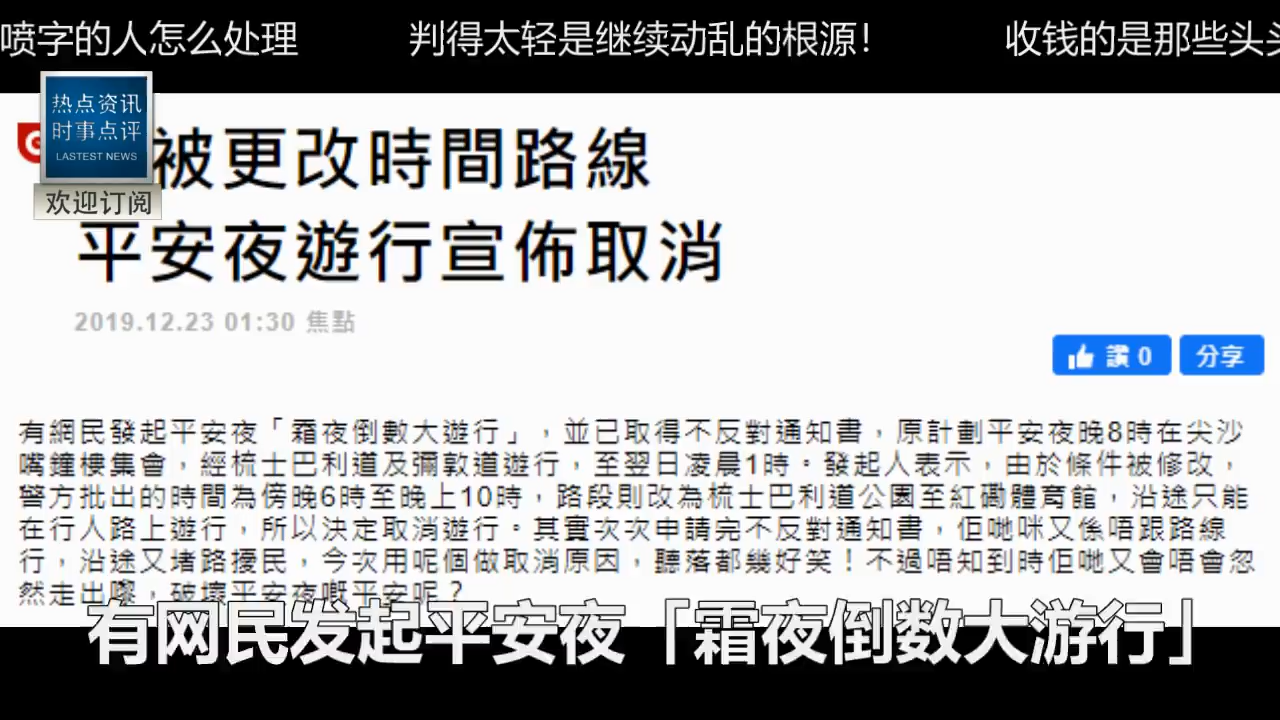 喷字的人怎么处理 判得太轻是继续动乱的根源！ 收钱的是那些头头
热点资讯
时事点评
LASTEST NEWS
欢迎订阅
被更改時間路線
平安夜遊行宣佈取消
2019.12.23 01:30 焦點
讚 0 分享
有網民發起平安夜「霜夜倒數大遊行」，並已取得不反對通知書，原計劃平安夜晚8時在尖沙
嘴鐘樓集會，經梳士巴利道及彌敦道遊行，至翌日凌晨1時。發起人表示，由於條件被修改，
警方批出的時間為傍晚6時至晚上10時，路段則改為梳士巴利道公園至紅磡體育館，沿途只能
在行人路上遊行，所以決定取消遊行。其實次次申請完不反對通知書，佢哋咪又係唔跟路線
行，沿途又堵路擾民，今次用呢個做取消原因，聽落都幾好笑！不過唔知到時佢哋又會唔會忽
然走出嚟，破壞平安夜嘅平安呢？
有网民发起平安夜「霜夜倒数大游行」